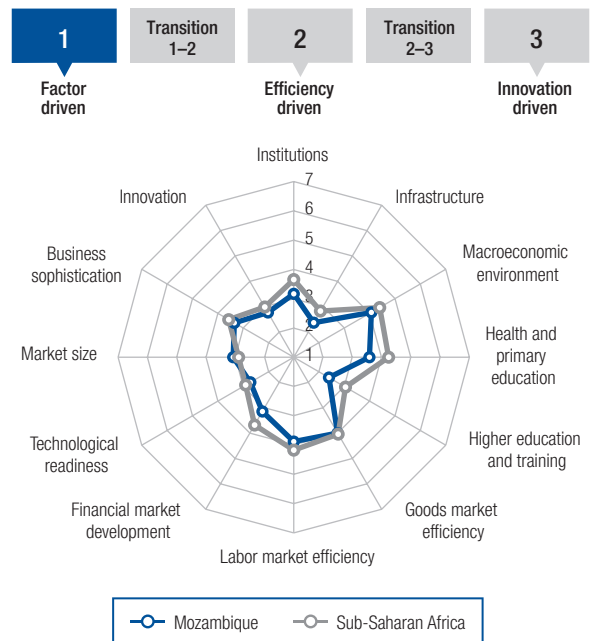 1
Transition
1–2
2
Transition
2–3
3
Factor
driven
Efficiency
driven
Innovation
driven
Institutions
7
Innovation
Infrastructure
6
5
Business
sophistication
Macroeconomic
environment
4
3
2
Market size
1
Health and
primary
education
Technological
readiness
Higher education
and training
Financial market
development
Goods market
efficiency
Labor market efficiency
Mozambique
Sub-Saharan Africa